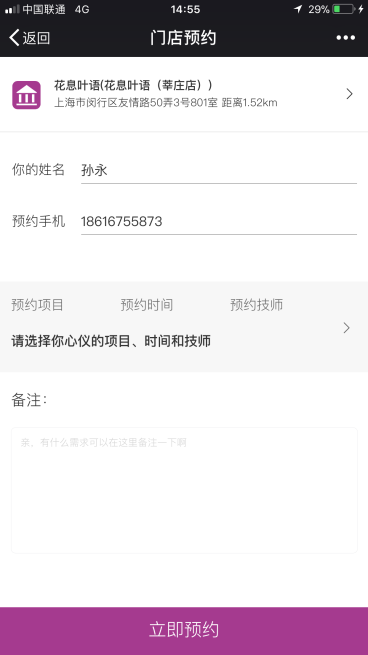 中国联通 4G 14:55 29%
返回 门店预约
花息叶语(花息叶语（莘庄店）)
上海市闵行区友情路50弄3号801室 距离1.52km
你的姓名 孙永
预约手机 18616755873
预约项目 预约时间 预约技师
请选择你心仪的项目、时间和技师
备注：
亲，有什么需求可以在这里备注一下啊
立即预约